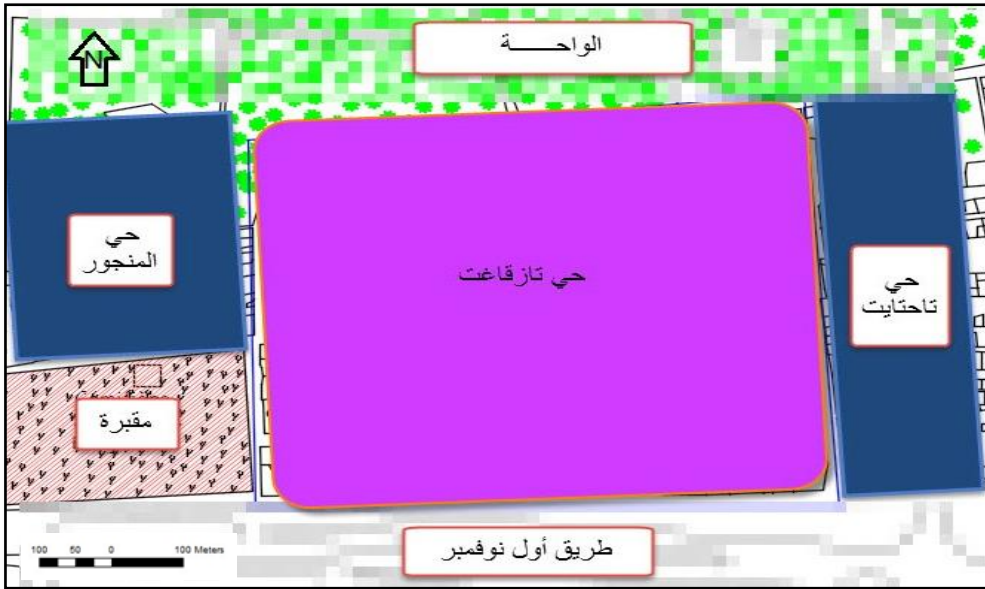 الواحـــــة
N
حي
المنجور
حي تازقاغت
حي
تاحتايت
مقبرة
طريق أول نوفمبر
100 50 0 100 Meters